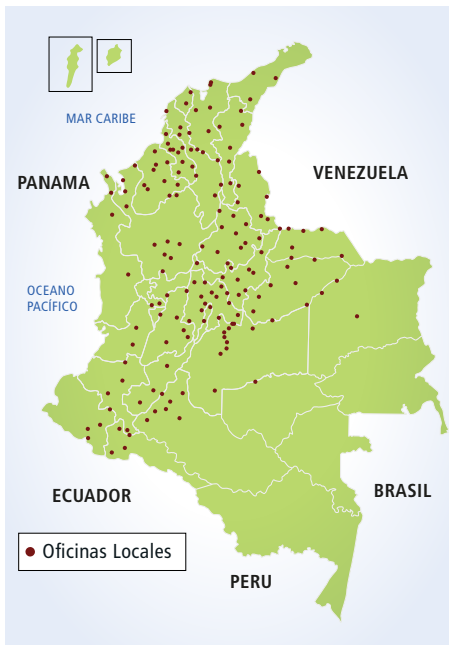 MAR CARIBE
PANAMA
VENEZUELA
OCEANO
PACÍFICO
ECUADOR
BRASIL
Oficinas Locales
PERU